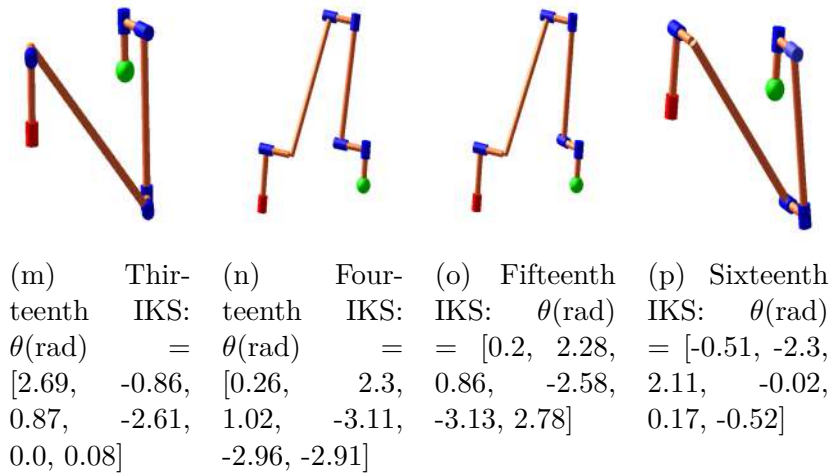 (m) Thir-
teenth IKS:
θ(rad) =
[2.69, -0.86,
0.87, -2.61,
0.0, 0.08]
(n) Four-
teenth IKS:
θ(rad) =
[0.26, 2.3,
1.02, -3.11,
-2.96, -2.91]
(o) Fifteenth
IKS: θ(rad)
= [0.2, 2.28,
0.86, -2.58,
-3.13, 2.78]
(p) Sixteenth
IKS: θ(rad)
= [-0.51, -2.3,
2.11, -0.02,
0.17, -0.52]